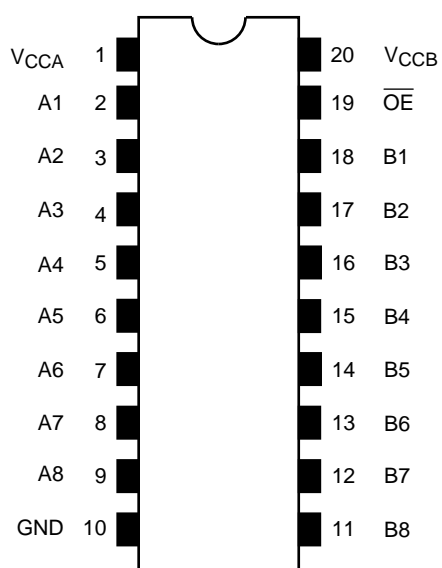 VCCA 1 20 VCCB
A1 2 19 O̅E̅
A2 3 18 B1
A3 4 17 B2
A4 5 16 B3
A5 6 15 B4
A6 7 14 B5
A7 8 13 B6
A8 9 12 B7
GND 10 11 B8